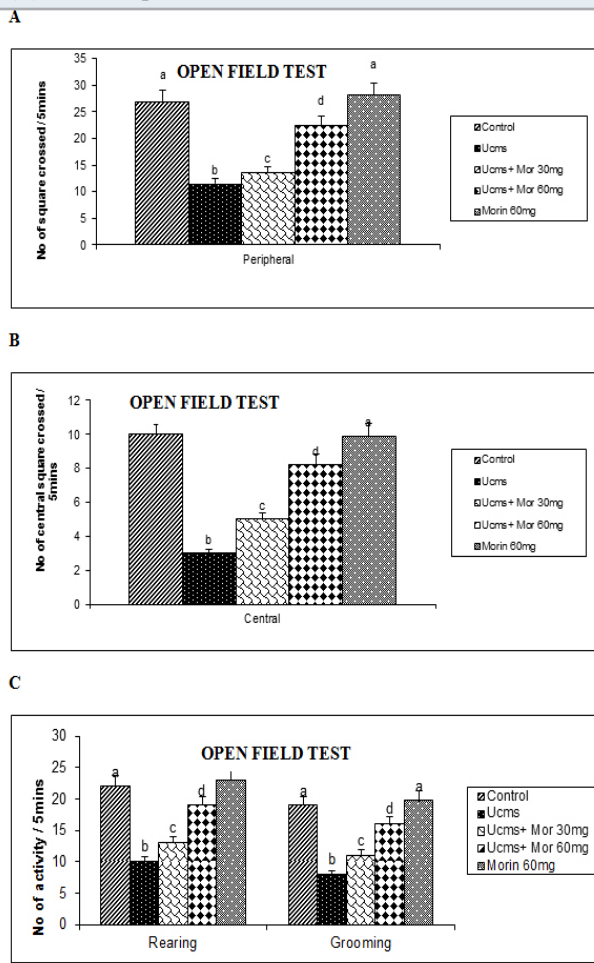 A
OPEN FIELD TEST
No of square crossed/5mins
35
30
25
20
15
10
5
0
a
b
c
d
a
Peripheral
Control
Ucms
Ucms+ Mor 30mg
Ucms+ Mor 60mg
Morin 60mg
B
OPEN FIELD TEST
No of central square crossed/
5mins
12
10
8
6
4
2
0
b
c
d
a
Central
Control
Ucms
Ucms+ Mor 30mg
Ucms+ Mor 60mg
Morin 60mg
C
OPEN FIELD TEST
No of activity / 5mins
30
25
20
15
10
5
0
a
b
c
d
a
b
c
d
a
Rearing
Grooming
Control
Ucms
Ucms+ Mor 30mg
Ucms+ Mor 60mg
Morin 60mg